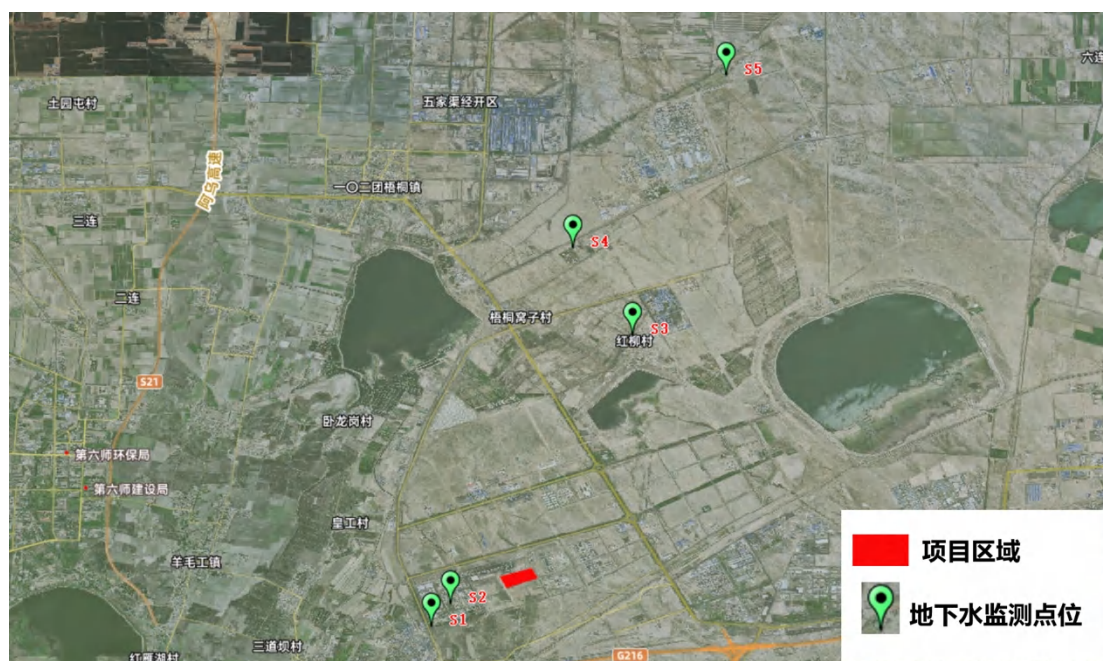 S5
六连
土园屯村
五家渠经开区
阿乌高速
一〇二团梧桐镇
三连
S4
二连
梧桐窝子村
S3
红柳村
S21
卧龙岗村
第六师环保局
第六师建设局
皇工村
羊毛工镇
S2
S1
三道坝村
红雁湖村
G216
项目区域
地下水监测点位